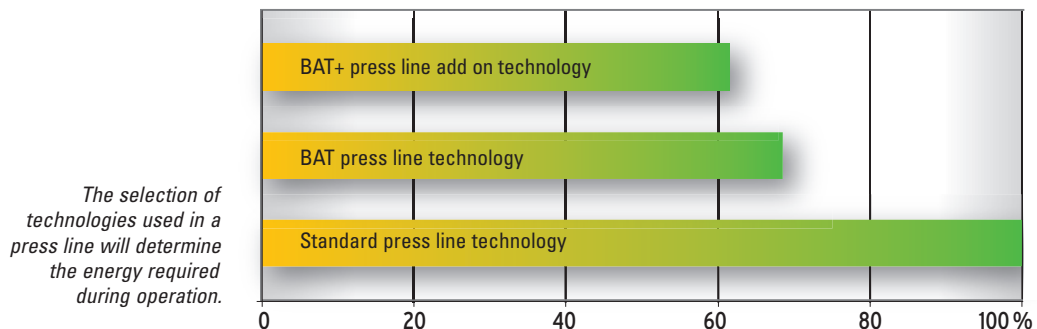 BAT+ press line add on technology
BAT press line technology
The selection of
technologies used in a
press line will determine
the energy required
during operation.
Standard press line technology
0 20 40 60 80 100 %